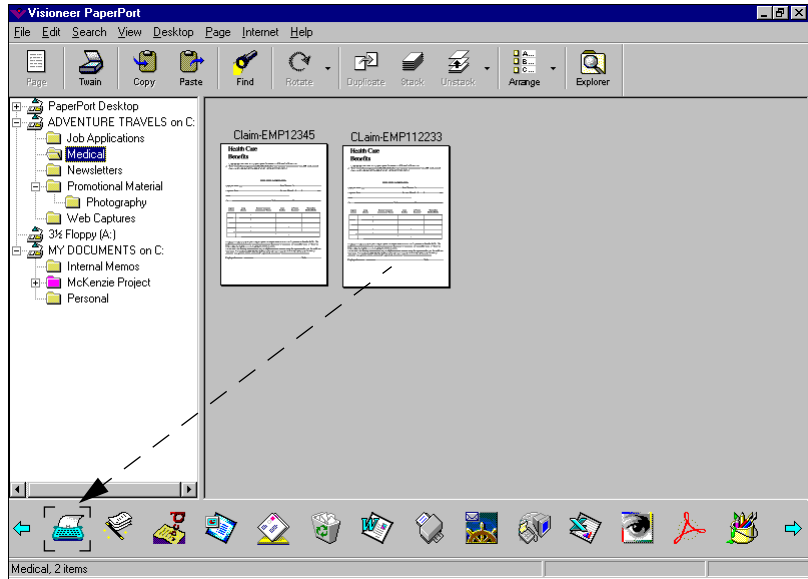 Visioneer PaperPort
File Edit Search View Desktop Page Internet Help
Page Twain Copy Paste Find Rotate Duplicate Stack Unstack Arrange Explorer
PaperPort Desktop
ADVENTURE TRAVELS on C:
Job Applications
Medical
Newsletters
Promotional Material
Photography
Web Captures
3½ Floppy (A:)
MY DOCUMENTS on C:
Internal Memos
McKenzie Project
Personal
Claim-EMP12345
CLaim-EMP112233
Health Care
Benefits
Health Care
Benefits
Medical, 2 items